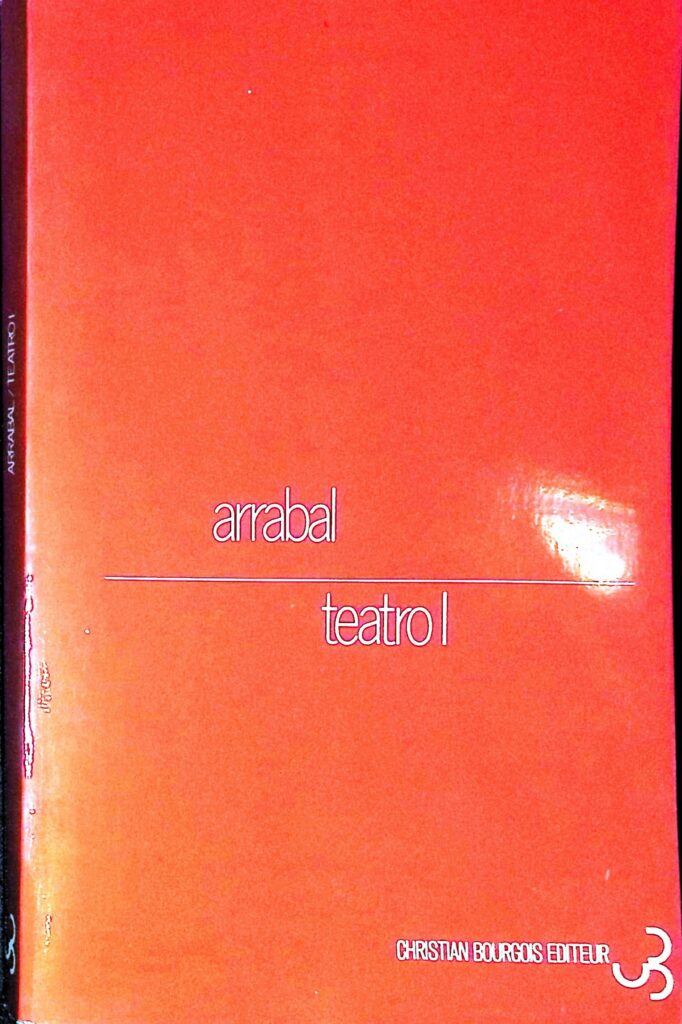 arrabal
teatro I
CHRISTIAN BOURGOIS EDITEUR
ARRABAL / TEATRO I